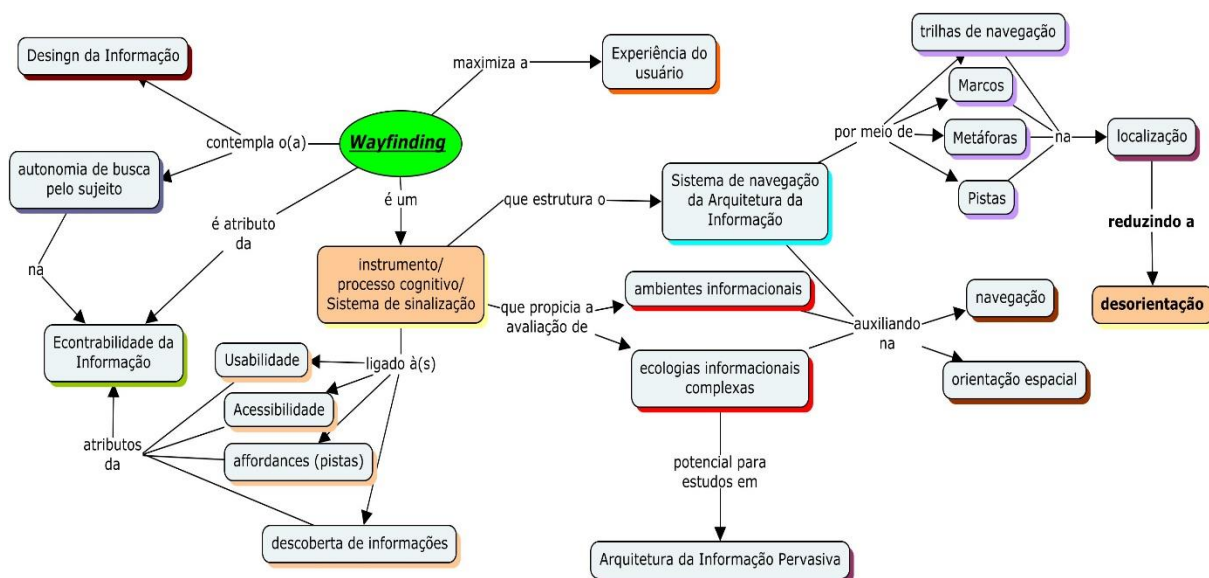 Desingn da Informação
maximiza a
Experiência do
usuário
trilhas de navegação
Marcos
por meio de
Metáforas
na
localização
Pistas
contempla o(a)
Wayfinding
autonomia de busca
pelo sujeito
é um
que estrutura o
Sistema de navegação
da Arquitetura da
Informação
reduzindo a
é atributo
da
na
instrumento/
processo cognitivo/
Sistema de sinalização
que propicia a
avaliação de
ambientes informacionais
navegação
desorientação
auxiliando
na
Econtrabilidade da
Informação
Usabilidade
ligado à(s)
ecologias informacionais
complexas
orientação espacial
Acessibilidade
atributos
da
affordances (pistas)
potencial para
estudos em
descoberta de informações
Arquitetura da Informação Pervasiva